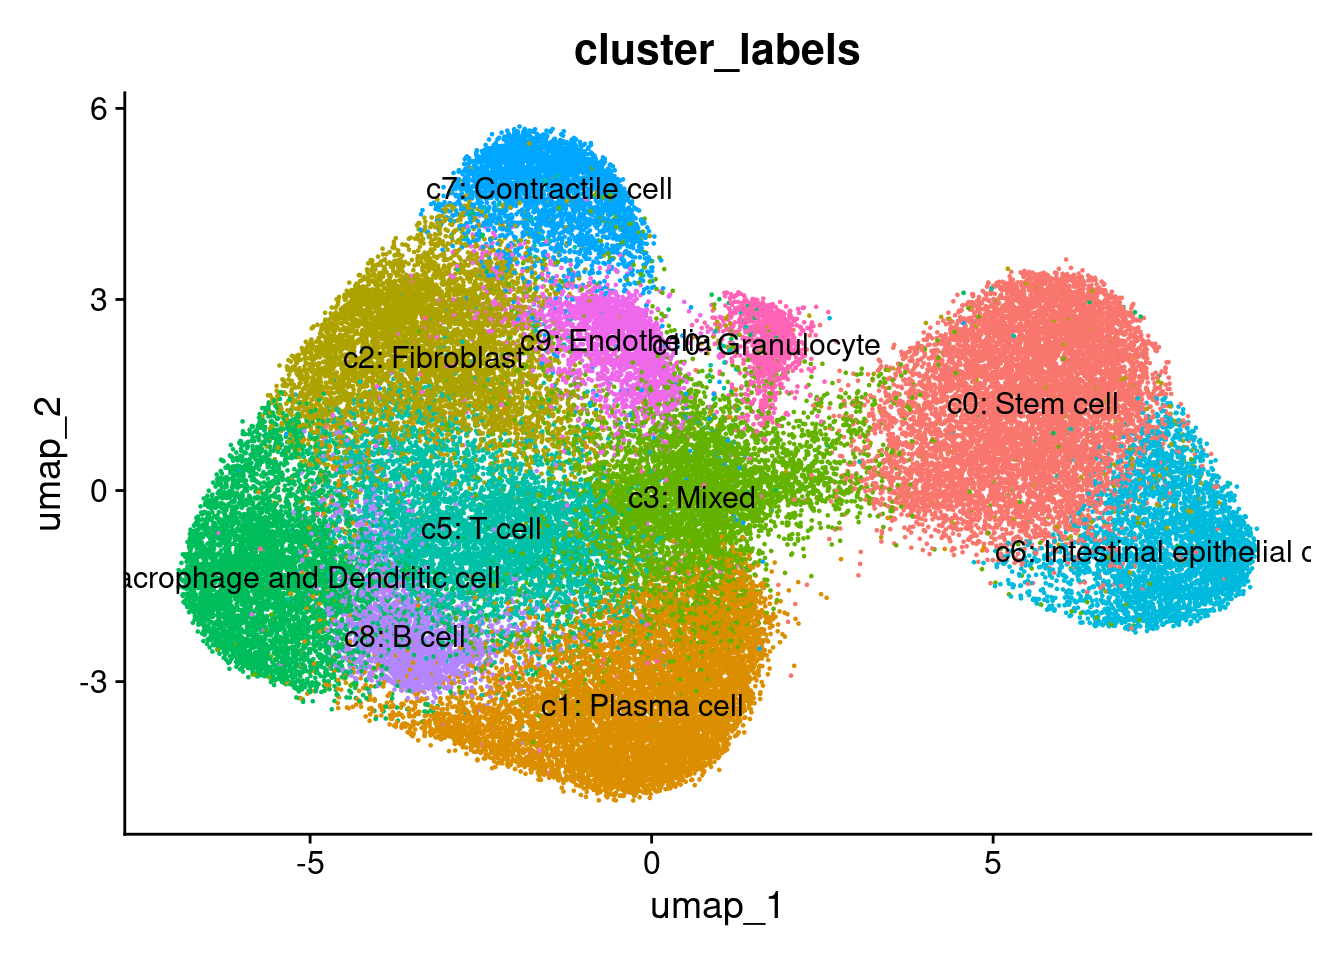 cluster_labels
6
c7: Contractile cell
3
c9: Endothelia
c10: Granulocyte
c2: Fibroblast
c0: Stem cell
umap_2
0
c3: Mixed
c5: T cell
c6: Intestinal epithelial c
acrophage and Dendritic cell
c8: B cell
-3
c1: Plasma cell
-5
0
5
umap_1